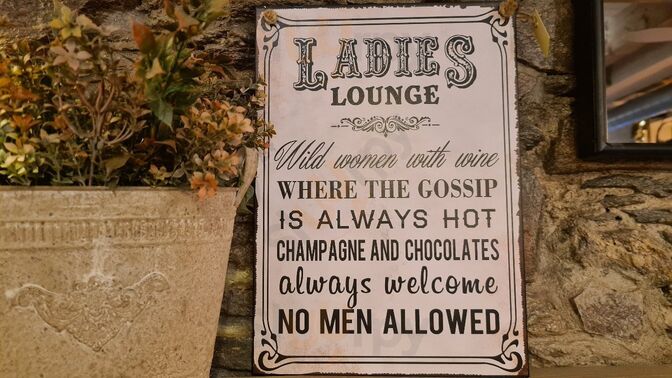 LADIES
LOUNGE
Wild women with wine
WHERE THE GOSSIP
IS ALWAYS HOT
CHAMPAGNE AND CHOCOLATES
always welcome
NO MEN ALLOWED